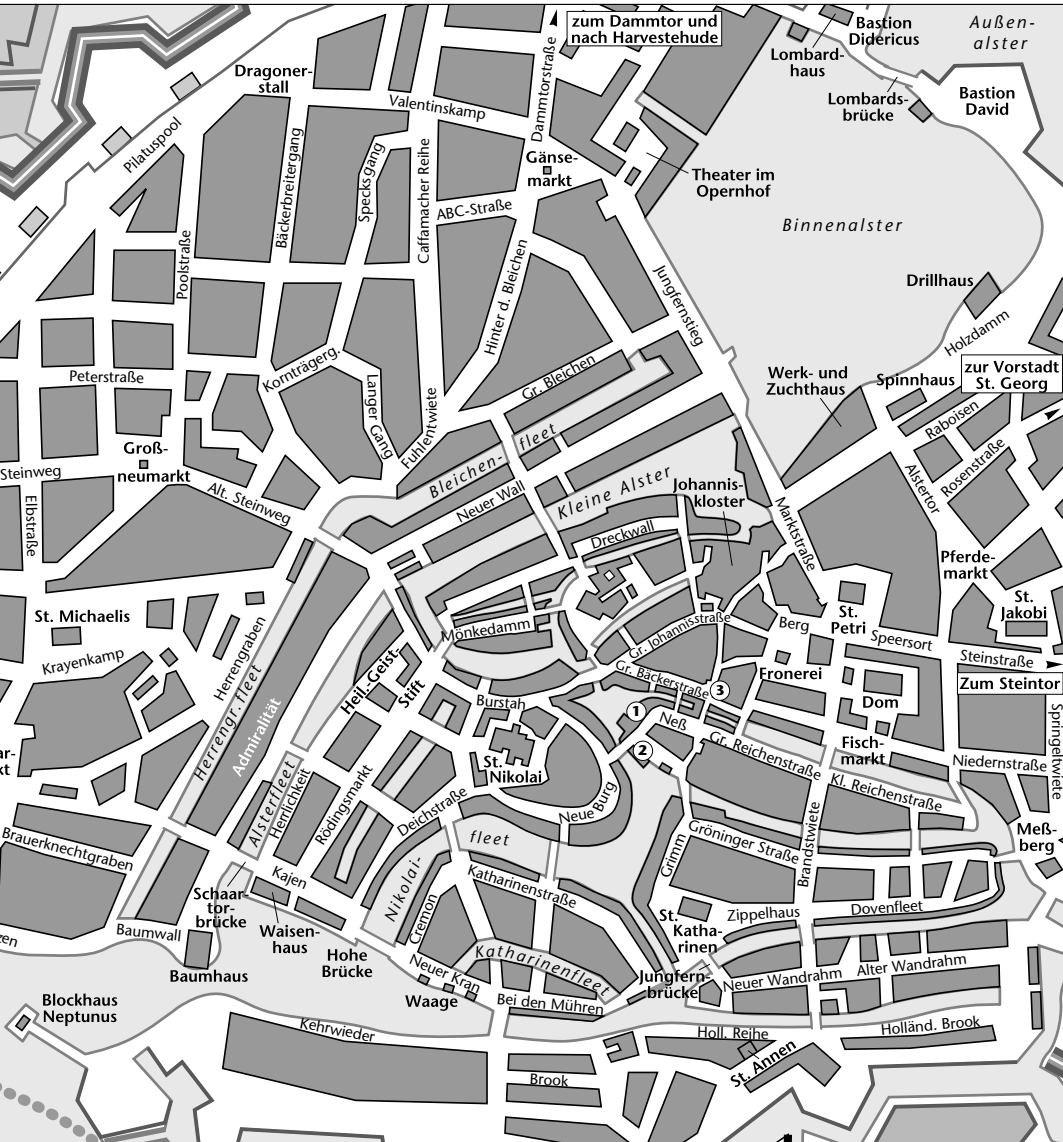 zum Dammtor und
nach Harvestehude
Bastion
Didericus
Außen-
alster
Lombard-
haus
Lombards-
brücke
Bastion
David
Dragoner-
stall
Valentinskamp
Dammtorstraße
Pilatuspool
Bäckerbreitergang
Specksgang
Caffamacher Reihe
Gänse-
markt
Theater im
Opernhof
ABC-Straße
Binnenalster
Poolstraße
Hinter d. Bleichen
Jungfernstieg
Drillhaus
Holzdamm
Kornträgerg.
Peterstraße
Langer Gang
Fuhlentwiete
Gr. Bleichen
Werk- und
Zuchthaus
Spinnhaus
zur Vorstadt
St. Georg
Raboisen
Rosenstraße
Alstertor
Groß-
neumarkt
Steinweg
Alt. Steinweg
Elbstraße
Bleichen-
fleet
Neuer Wall
Kleine Alster
Johannis-
kloster
Dreckwall
Marktstraße
Pferde-
markt
St.
Jakobi
St. Michaelis
Krayenkamp
Herrengraben
Herrengr.fleet
Admiralität
Heil.-Geist-
Stift
Mönkedamm
Gr. Johannisstraße
Gr. Bäckerstraße
Berg
St.
Petri
Speersort
Steinstraße
Zum Steintor
Fronerei
Dom
Burstah
1
2
3
Neß
Gr. Reichenstraße
Fisch-
markt
Niedernstraße
Springeltwiete
Kl. Reichenstraße
St.
Nikolai
Neue Burg
Alsterfleet
Herrlichkeit
Rödingsmarkt
Deichstraße
Nikolai-
fleet
Brauerknechtgraben
ar-
kt
Gröninger Straße
Grimm
Brandstwiete
Meß-
berg
Kajen
Schaar-
tor-
brücke
Waisen-
haus
Hohe
Brücke
Cremon
Katharinenstraße
St.
Katha-
rinen
Zippelhaus
Dovenfleet
zen
Baumwall
Baumhaus
Neuer Kran
Waage
Katharinenfleet
Jungfern-
brücke
Neuer Wandrahm
Alter Wandrahm
Bei den Mühren
Blockhaus
Neptunus
Kehrwieder
Holl. Reihe
Holländ. Brook
St. Annen
Brook